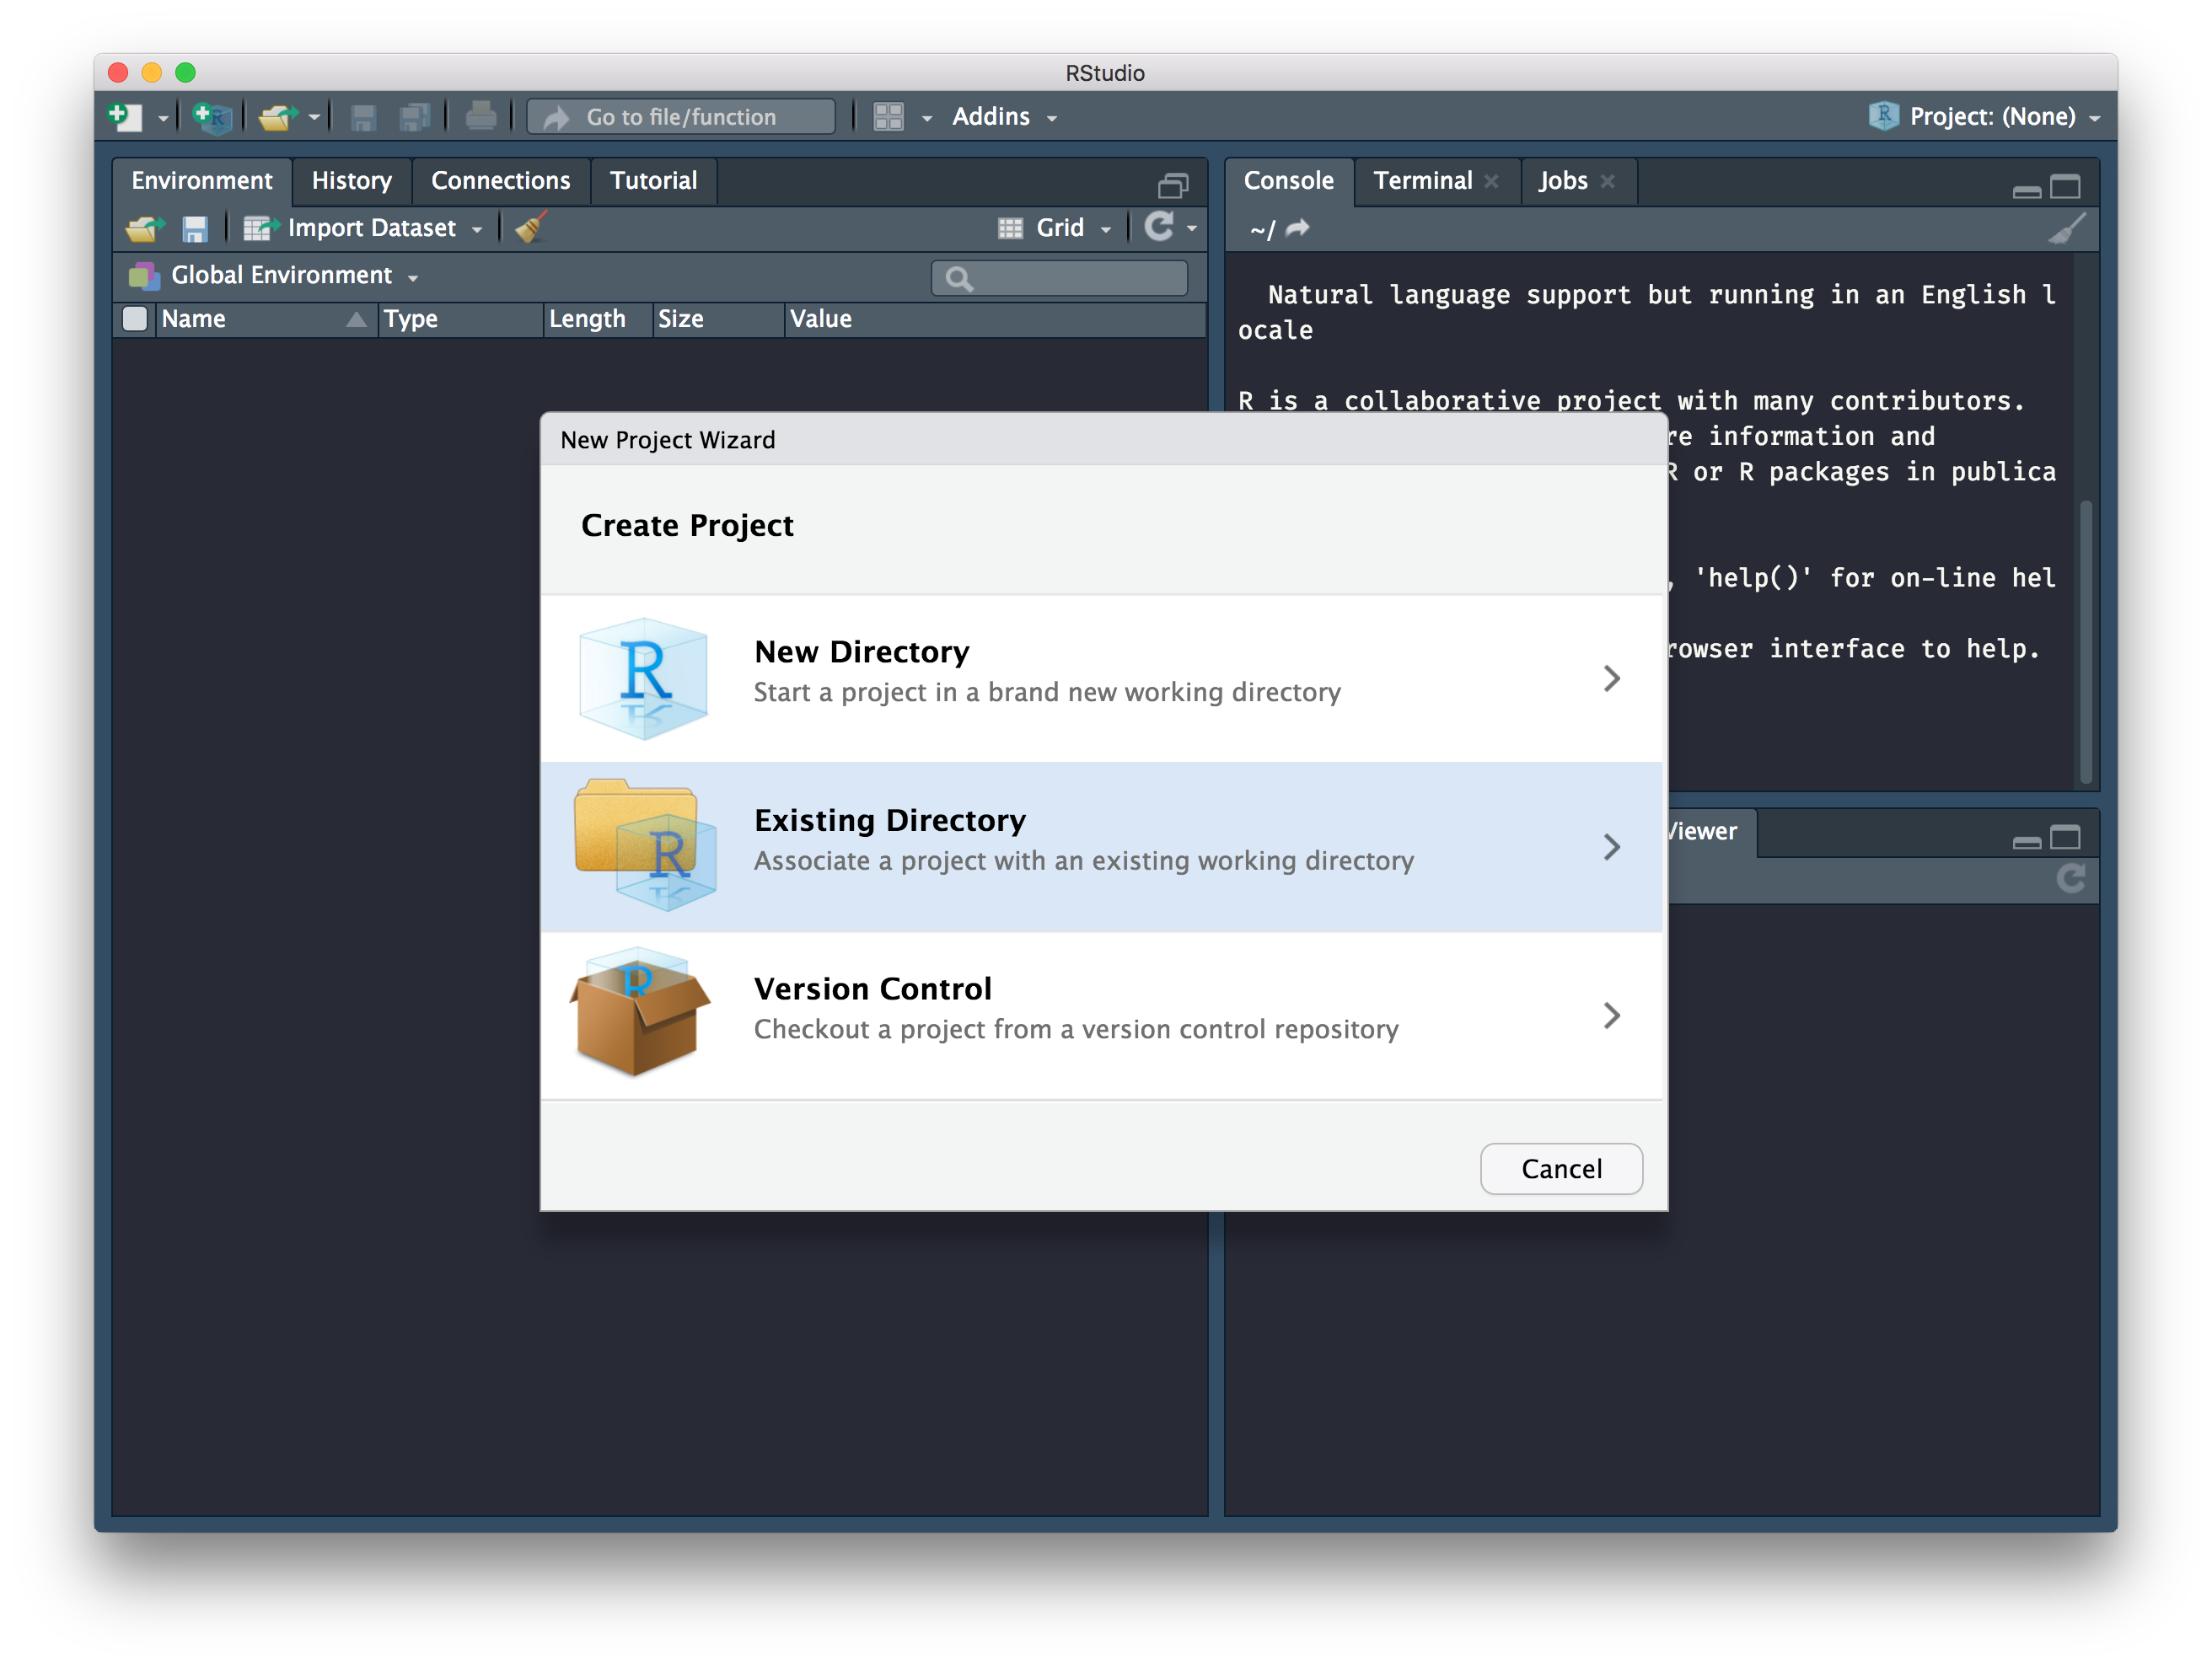 RStudio
Go to file/function
Addins
Project: (None)
Environment
History
Connections
Tutorial
Import Dataset
Grid
Global Environment
Name
Type
Length
Size
Value
Console
Terminal
Jobs
~/
Natural language support but running in an English l
ocale
R is a collaborative project with many contributors.
re information and
R or R packages in publica
, 'help()' for on-line hel
rowser interface to help.
Viewer
New Project Wizard
Create Project
New Directory
Start a project in a brand new working directory
Existing Directory
Associate a project with an existing working directory
Version Control
Checkout a project from a version control repository
Cancel